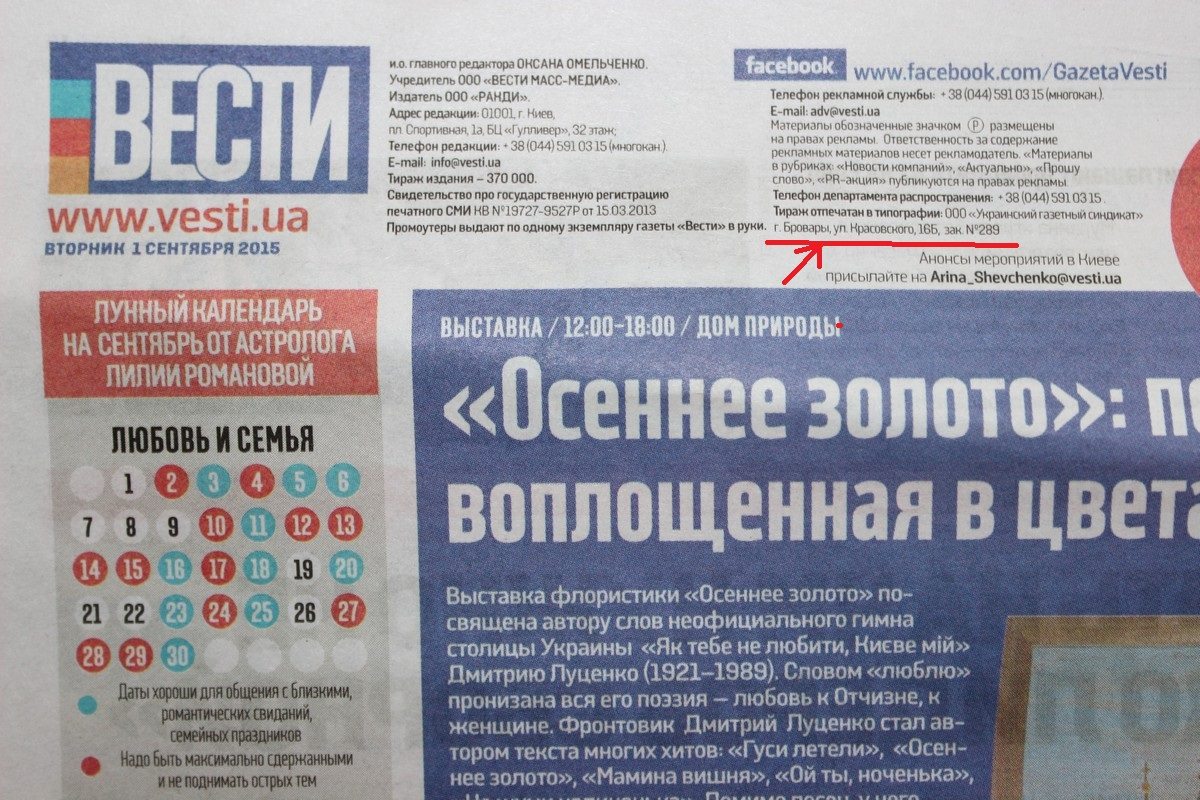 ВЕСТИ
www.vesti.ua
ВТОРНИК 1 СЕНТЯБРЯ 2015
и.о. главного редактора ОКСАНА ОМЕЛЬЧЕНКО.
Учредитель ООО «ВЕСТИ МАСС-МЕДИА».
Издатель ООО «РАНДИ».
Адрес редакции: 01001, г. Киев,
пл. Спортивная, 1а, БЦ «Гулливер», 32 этаж;
Телефон редакции: +38 (044) 591 03 15 (многокан.).
E-mail: info@vesti.ua
Тираж издания – 370 000.
Свидетельство про государственную регистрацию
печатного СМИ КВ №19727-9527Р от 15.03.2013
Промоутеры выдают по одному экземпляру газеты «Вести» в руки.
facebook www.facebook.com/GazetaVesti
Телефон рекламной службы: +38 (044) 591 03 15 (многокан.).
E-mail: adv@vesti.ua
Материалы обозначенные значком Ⓟ размещены
на правах рекламы. Ответственность за содержание
рекламных материалов несет рекламодатель. «Материалы
в рубриках: «Новости компаний», «Актуально», «Прошу
слово», «PR-акция» публикуются на правах рекламы
Телефон департамента распространения: +38 (044) 591 03 15.
Тираж отпечатан в типографии: ООО «Украинский газетный синдикат»
г. Бровары, ул. Красовского, 16Б, зак. №289
Анонсы мероприятий в Киеве
присылайте на Arina_Shevchenko@vesti.ua
ЛУННЫЙ КАЛЕНДАРЬ
НА СЕНТЯБРЬ ОТ АСТРОЛОГА
ЛИЛИИ РОМАНОВОЙ
ЛЮБОВЬ И СЕМЬЯ
1 2 3 4 5 6
7 8 9 10 11 12 13
14 15 16 17 18 19 20
21 22 23 24 25 26 27
28 29 30
Даты хороши для общения с близкими,
романтических свиданий,
семейных праздников
Надо быть максимально сдержанными
и не поднимать острых тем
ВЫСТАВКА / 12:00-18:00 / ДОМ ПРИРОДЫ
«Осеннее золото»: по
воплощенная в цвета
Выставка флористики «Осеннее золото» по-
священа автору слов неофициального гимна
столицы Украины «Як тебе не любити, Києве мій»
Дмитрию Луценко (1921–1989). Словом «люблю»
пронизана вся его поэзия – любовь к Отчизне, к
женщине. Фронтовик Дмитрий Луценко стал ав-
тором текста многих хитов: «Гуси летели», «Осен-
нее золото», «Мамина вишня», «Ой ты, ноченька»,